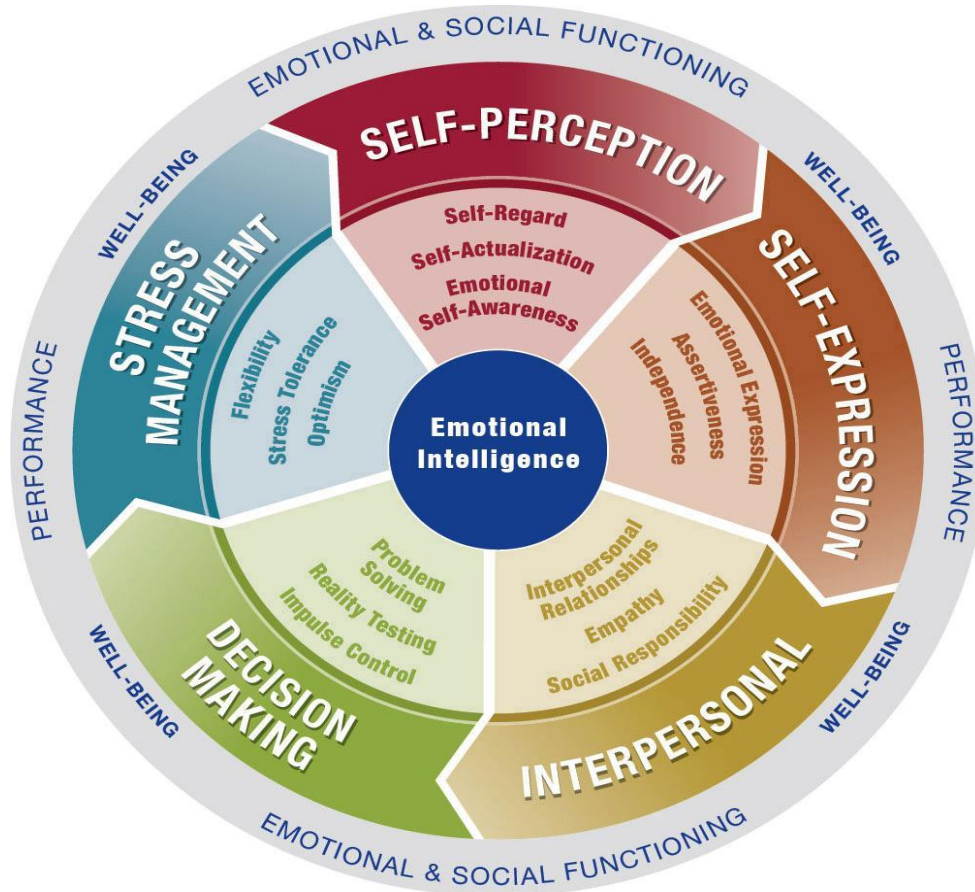 EMOTIONAL & SOCIAL FUNCTIONING
WELL-BEING
WELL-BEING
PERFORMANCE
PERFORMANCE
WELL-BEING
WELL-BEING
EMOTIONAL & SOCIAL FUNCTIONING
SELF-PERCEPTION
Self-Regard
Self-Actualization
Emotional
Self-Awareness
SELF-EXPRESSION
Emotional Expression
Assertiveness
Independence
INTERPERSONAL
Interpersonal
Relationships
Empathy
Social Responsibility
DECISION
MAKING
Problem
Solving
Reality Testing
Impulse Control
STRESS
MANAGEMENT
Flexibility
Stress Tolerance
Optimism
Emotional
Intelligence